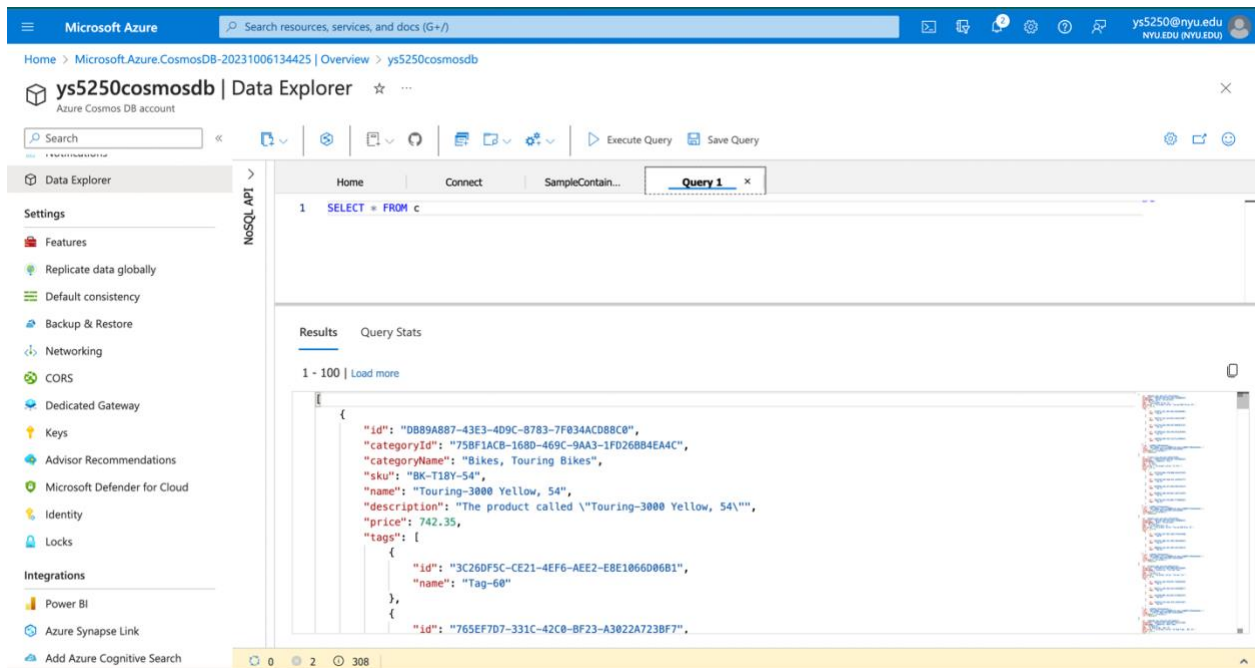 Microsoft Azure
Search resources, services, and docs (G+/)
2
ys5250@nyu.edu
NYU.EDU (NYU.EDU)
Home > Microsoft.Azure.CosmosDB-20231006134425 | Overview > ys5250cosmosdb
ys5250cosmosdb | Data Explorer
Azure Cosmos DB account
Search
«
Execute Query
Save Query
Notifications
Data Explorer
Settings
Features
Replicate data globally
Default consistency
Backup & Restore
Networking
CORS
Dedicated Gateway
Keys
Advisor Recommendations
Microsoft Defender for Cloud
Identity
Locks
Integrations
Power BI
Azure Synapse Link
Add Azure Cognitive Search
NoSQL API
Home
Connect
SampleContain...
Query 1
1 SELECT * FROM c
Results
Query Stats
1 - 100 | Load more
[
{
"id": "DB89A887-43E3-4D9C-8783-7F034ACD88C0",
"categoryId": "75BF1ACB-168D-469C-9AA3-1FD26BB4EA4C",
"categoryName": "Bikes, Touring Bikes",
"sku": "BK-T18Y-54",
"name": "Touring-3000 Yellow, 54",
"description": "The product called \"Touring-3000 Yellow, 54\"",
"price": 742.35,
"tags": [
{
"id": "3C26DF5C-CE21-4EF6-AEE2-E8E1066D06B1",
"name": "Tag-60"
},
{
"id": "765EF7D7-331C-42C0-BF23-A3022A723BF7",
0 2 308